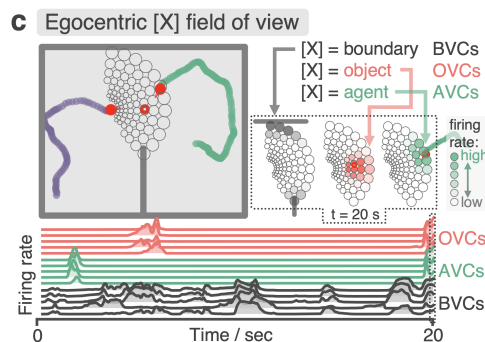 c Egocentric [X] field of view
[X] = boundary BVCs
[X] = object OVCs
[X] = agent AVCs
firing
rate:
high
low
t = 20 s
Firing rate
OVCs
AVCs
BVCs
0 Time / sec 20